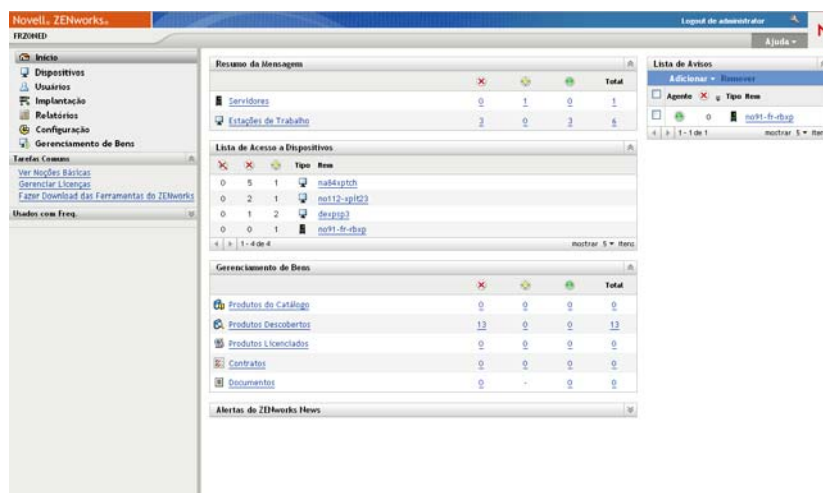 Novell® ZENworks®
Logout de administrator
FRZONED
Ajuda
Início
Dispositivos
Usuários
Implantação
Relatórios
Configuração
Gerenciamento de Bens
Tarefas Comuns
Ver Noções Básicas
Gerenciar Licenças
Fazer Download das Ferramentas do ZENworks
Usados com Freq.
Resumo da Mensagem
Total
Servidores 0 1 0 1
Estações de Trabalho 3 0 3 6
Lista de Acesso a Dispositivos
Tipo Item
0 5 1 na84xptch
0 2 1 no112-xplt23
0 1 2 dexpsp3
0 0 1 no91-fr-rbxp
1 - 4 de 4 mostrar 5 itens
Gerenciamento de Bens
Total
Produtos do Catálogo 0 0 0 0
Produtos Descobertos 13 0 0 13
Produtos Licenciados 0 0 0 0
Contratos 0 0 0 0
Documentos 0 - 0 0
Alertas do ZENworks News
Lista de Avisos
Adicionar Remover
Agente Tipo Item
0 no91-fr-rbxp
1 - 1 de 1 mostrar 5